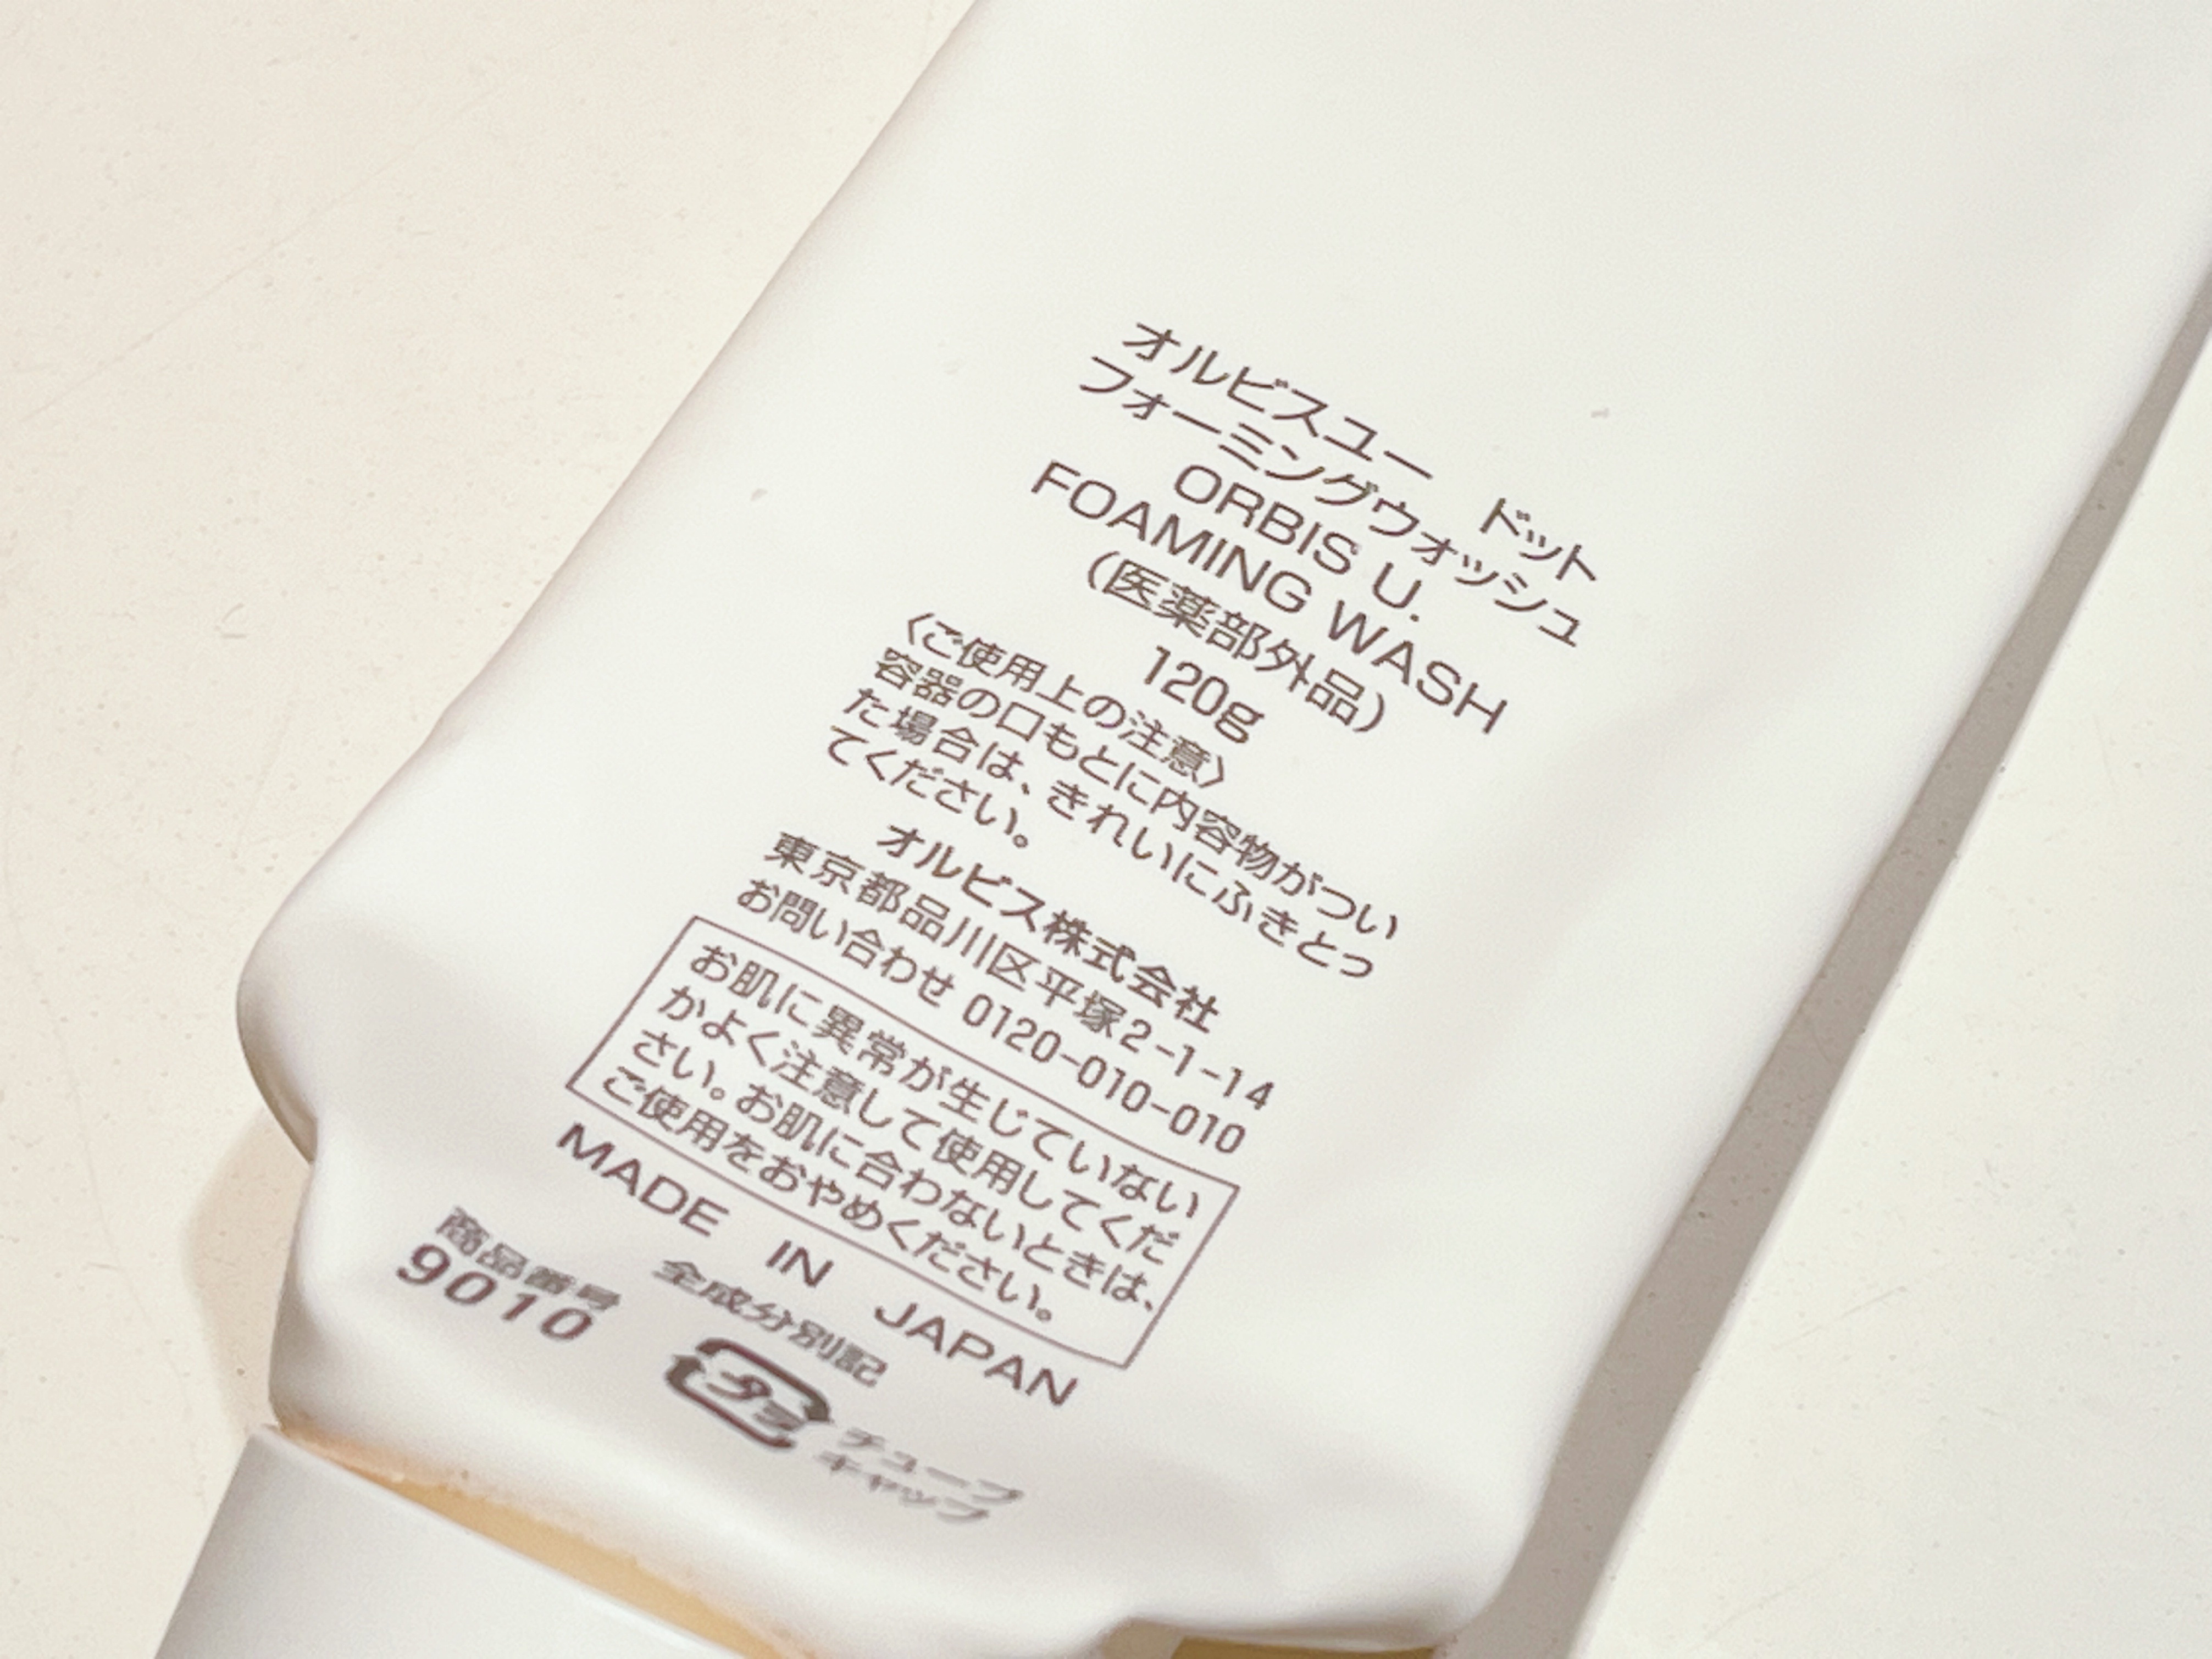 オルビスユー ドット
フォーミングウォッシュ
ORBIS U.
FOAMING WASH
(医薬部外品)
120g
〈ご使用上の注意〉
容器の口もとに内容物がつい
た場合は、きれいにふきとっ
てください。
オルビス株式会社
東京都品川区平塚2-1-14
お問い合わせ 0120-010-010
お肌に異常が生じていない
かよく注意して使用してくだ
さい。お肌に合わないときは、
ご使用をおやめください。
MADE IN JAPAN
商品番号
9010
全成分別記
プラ
チューブ
キャップ